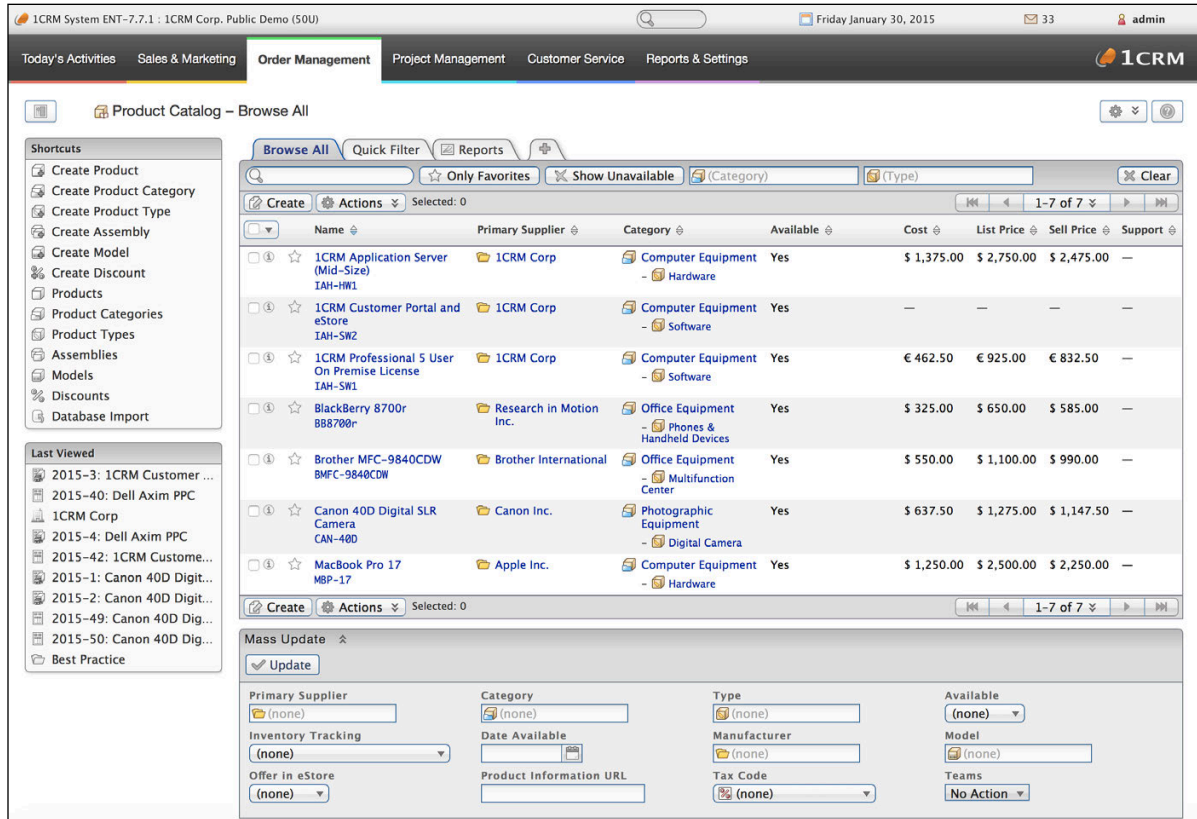 1CRM System ENT-7.7.1 : 1CRM Corp. Public Demo (50U)
Friday January 30, 2015
33
admin
Today's Activities Sales & Marketing Order Management Project Management Customer Service Reports & Settings
1CRM
Product Catalog – Browse All
Shortcuts
Create Product
Create Product Category
Create Product Type
Create Assembly
Create Model
Create Discount
Products
Product Categories
Product Types
Assemblies
Models
Discounts
Database Import
Last Viewed
2015-3: 1CRM Customer ...
2015-40: Dell Axim PPC
1CRM Corp
2015-4: Dell Axim PPC
2015-42: 1CRM Custome...
2015-1: Canon 40D Digit...
2015-2: Canon 40D Digit...
2015-49: Canon 40D Dig...
2015-50: Canon 40D Dig...
Best Practice
Browse All Quick Filter Reports
Only Favorites Show Unavailable (Category) (Type) Clear
Create Actions Selected: 0 1-7 of 7
Name Primary Supplier Category Available Cost List Price Sell Price Support
1CRM Application Server 1CRM Corp Computer Equipment Yes $ 1,375.00 $ 2,750.00 $ 2,475.00 —
(Mid-Size) – Hardware
IAH-HW1
1CRM Customer Portal and 1CRM Corp Computer Equipment Yes — — — —
eStore – Software
IAH-SW2
1CRM Professional 5 User 1CRM Corp Computer Equipment Yes € 462.50 € 925.00 € 832.50 —
On Premise License – Software
IAH-SW1
BlackBerry 8700r Research in Motion Office Equipment Yes $ 325.00 $ 650.00 $ 585.00 —
BB8700r Inc. – Phones &
Handheld Devices
Brother MFC-9840CDW Brother International Office Equipment Yes $ 550.00 $ 1,100.00 $ 990.00 —
BMFC-9840CDW – Multifunction
Center
Canon 40D Digital SLR Canon Inc. Photographic Yes $ 637.50 $ 1,275.00 $ 1,147.50 —
Camera Equipment
CAN-40D – Digital Camera
MacBook Pro 17 Apple Inc. Computer Equipment Yes $ 1,250.00 $ 2,500.00 $ 2,250.00 —
MBP-17 – Hardware
Create Actions Selected: 0 1-7 of 7
Mass Update
Update
Primary Supplier Category Type Available
(none) (none) (none) (none)
Inventory Tracking Date Available Manufacturer Model
(none) (none) (none)
Offer in eStore Product Information URL Tax Code Teams
(none) (none) No Action